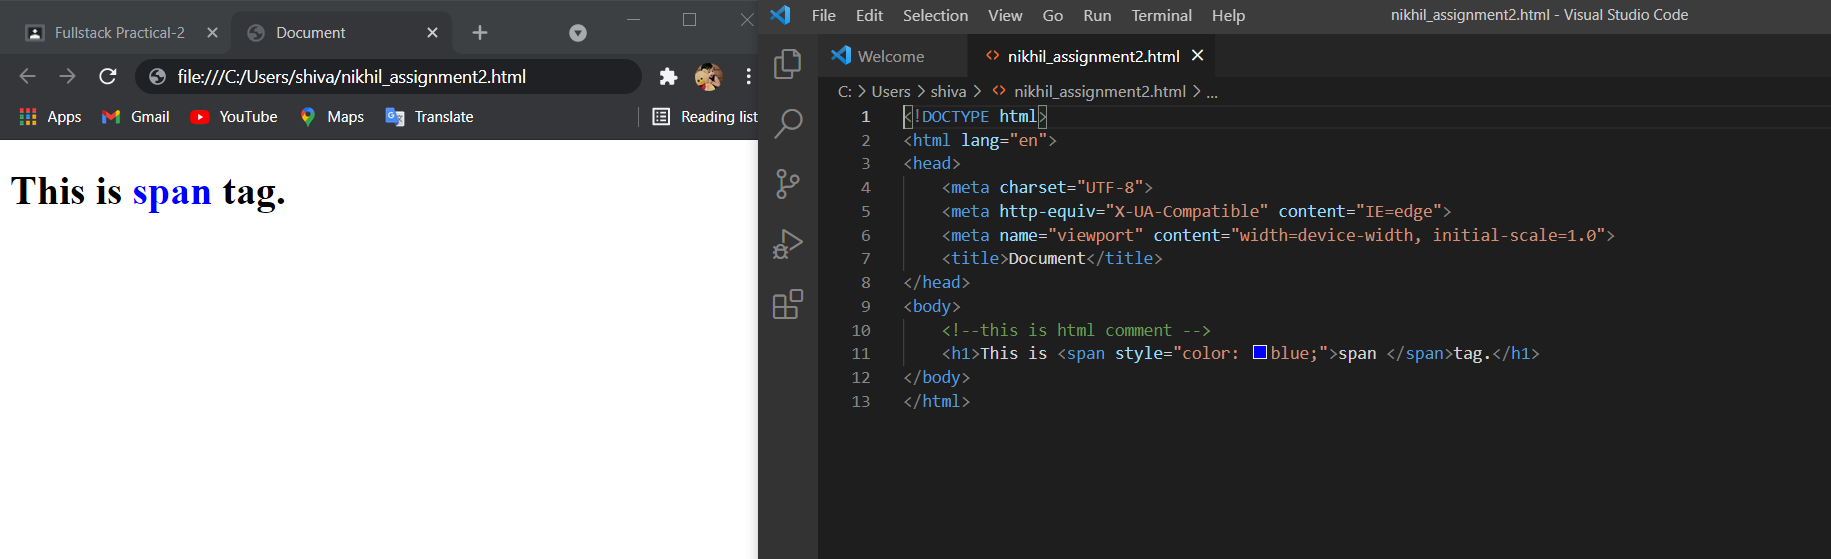 Fullstack Practical-2
Document
file:///C:/Users/shiva/nikhil_assignment2.html
Apps Gmail YouTube Maps Translate Reading list
This is span tag.
File Edit Selection View Go Run Terminal Help nikhil_assignment2.html - Visual Studio Code
Welcome nikhil_assignment2.html
C: > Users > shiva > nikhil_assignment2.html > ...
1 <!DOCTYPE html>
2 <html lang="en">
3 <head>
4 <meta charset="UTF-8">
5 <meta http-equiv="X-UA-Compatible" content="IE=edge">
6 <meta name="viewport" content="width=device-width, initial-scale=1.0">
7 <title>Document</title>
8 </head>
9 <body>
10 <!--this is html comment -->
11 <h1>This is <span style="color: blue;">span </span>tag.</h1>
12 </body>
13 </html>